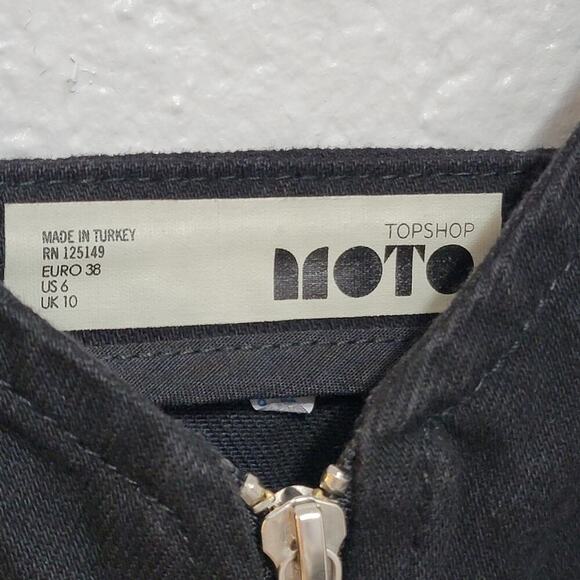 MADE IN TURKEY
RN 125149
EURO 38
US 6
UK 10
TOPSHOP
MOTO